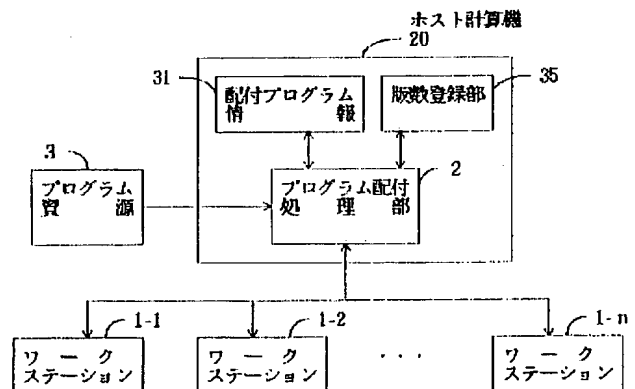 ホスト計算機
20
31
配付プログラム
情　　　報
版数登録部
35
3
プログラム
資　　源
プログラム配付
処　理　部
2
1-1
ワ　ー　ク
ステーション
1-2
ワ　ー　ク
ステーション
. . .
1-n
ワ　ー　ク
ステーション